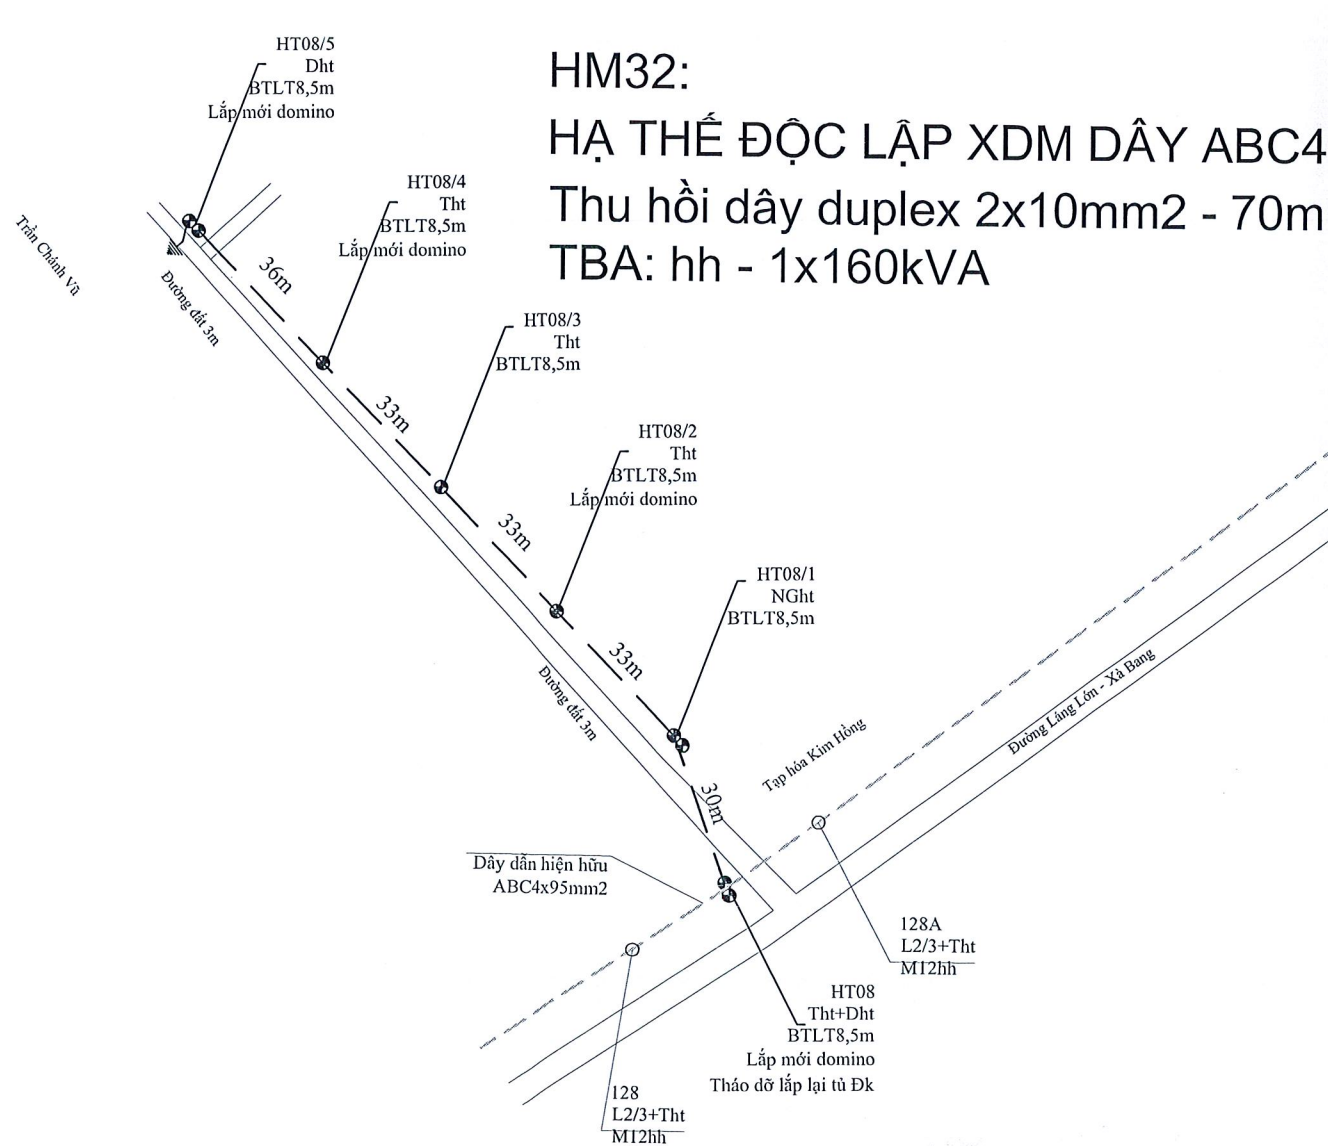 HM32:
HẠ THẾ ĐỘC LẬP XDM DÂY ABC4
Thu hồi dây duplex 2x10mm2 - 70m
TBA: hh - 1x160kVA
HT08/5
Dht
BTLT8,5m
Lắp mới domino
HT08/4
Tht
BTLT8,5m
Lắp mới domino
Trần Chánh Vũ
Đường đất 3m
36m
HT08/3
Tht
BTLT8,5m
33m
HT08/2
Tht
BTLT8,5m
Lắp mới domino
33m
HT08/1
NGht
BTLT8,5m
33m
Đường đất 3m
Đường Láng Lớn - Xà Bang
Tạp hóa Kim Hồng
30m
Dây dẫn hiện hữu
ABC4x95mm2
128A
L2/3+Tht
M12hh
HT08
Tht+Dht
BTLT8,5m
Lắp mới domino
Tháo dỡ lắp lại tủ Đk
128
L2/3+Tht
M12hh